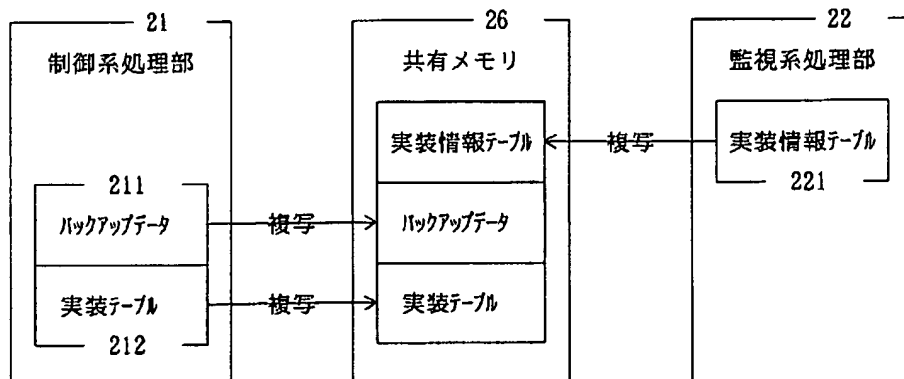 21
制御系処理部
211
バックアップデータ
実装テーブル
212
複写
複写
26
共有メモリ
実装情報テーブル
バックアップデータ
実装テーブル
複写
22
監視系処理部
実装情報テーブル
221